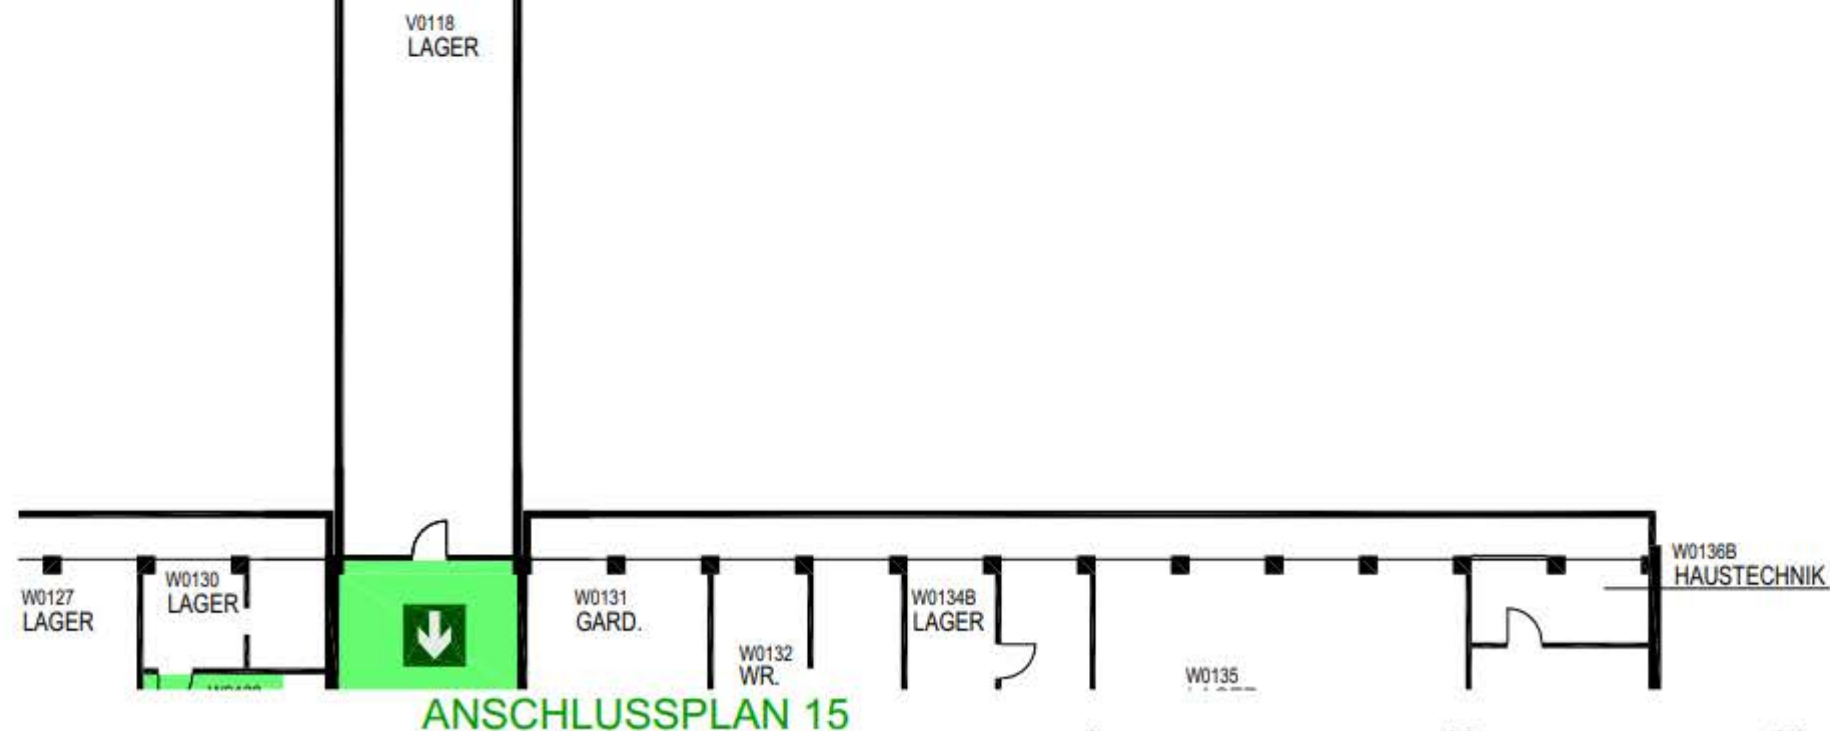 V0118
LAGER
W0136B
HAUSTECHNIK
W0130
LAGER
W0127
LAGER
W0131
GARD.
W0134B
LAGER
W0132
WR.
W0135
ANSCHLUSSPLAN 15